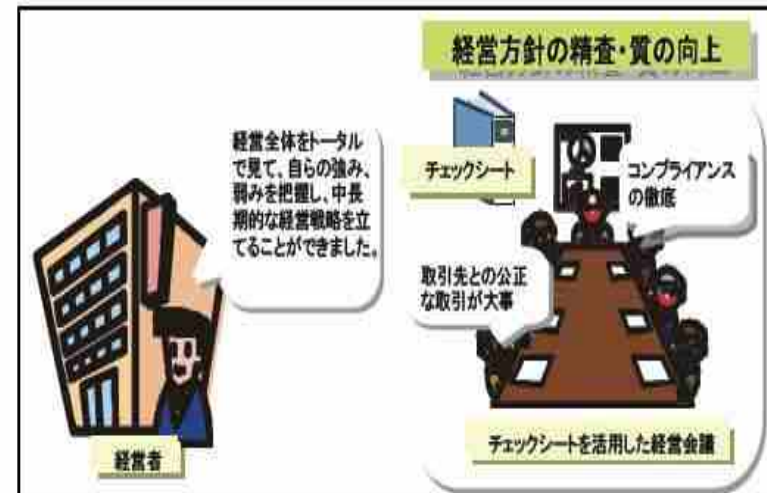 経営方針の精査・質の向上
経営全体をトータル
で見て、自らの強み、
弱みを把握し、中長
期的な経営戦略を立
てることができました。
経営者
チェックシート
コンプライアンス
の徹底
取引先との公正
な取引が大事
チェックシートを活用した経営会議